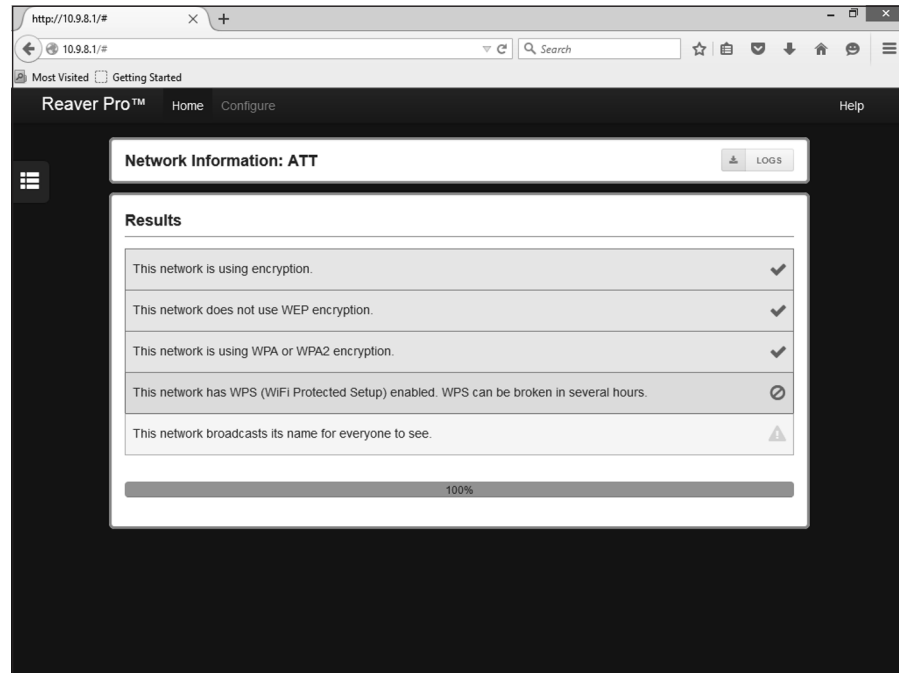 http://10.9.8.1/#
10.9.8.1/#
Search
Most Visited Getting Started
Reaver Pro™ Home Configure Help
Network Information: ATT
LOGS
Results
This network is using encryption.
This network does not use WEP encryption.
This network is using WPA or WPA2 encryption.
This network has WPS (WiFi Protected Setup) enabled. WPS can be broken in several hours.
This network broadcasts its name for everyone to see.
100%